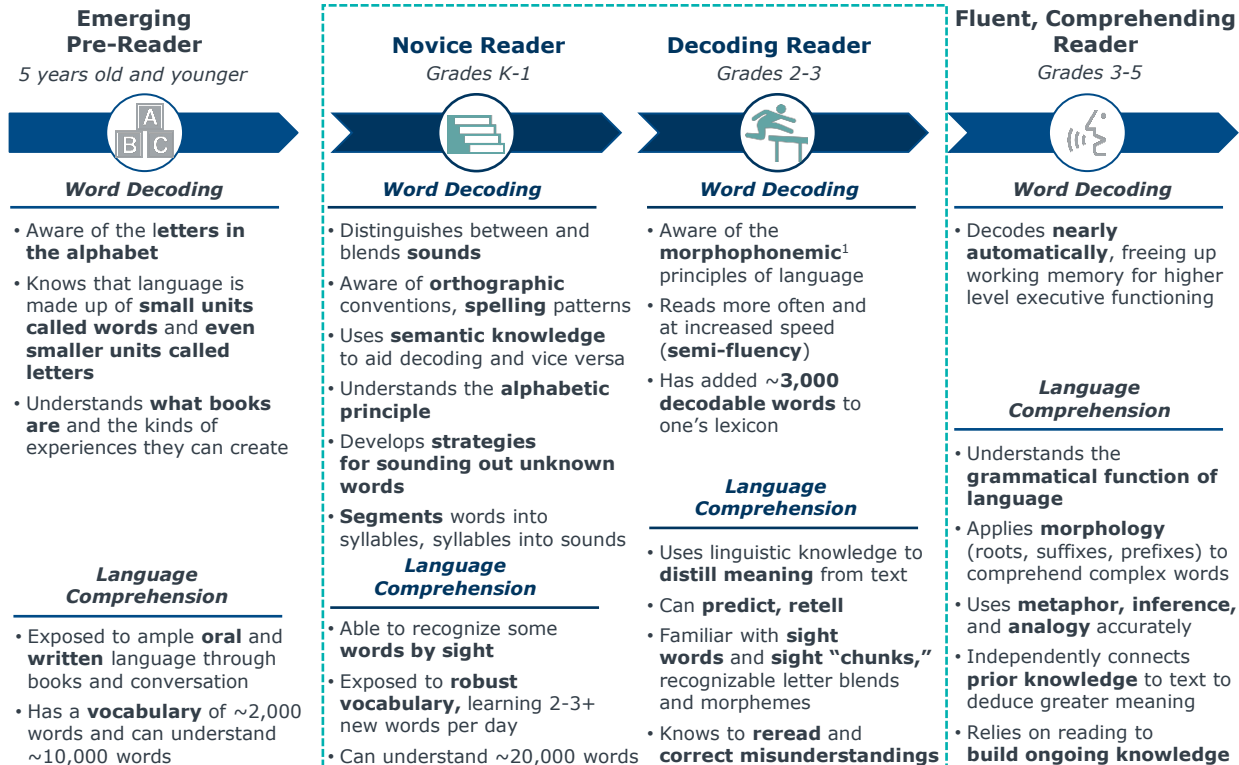 Emerging
Pre-Reader
5 years old and younger
A
B C
Word Decoding
• Aware of the letters in
the alphabet
• Knows that language is
made up of small units
called words and even
smaller units called
letters
• Understands what books
are and the kinds of
experiences they can create
Language
Comprehension
• Exposed to ample oral and
written language through
books and conversation
• Has a vocabulary of ~2,000
words and can understand
~10,000 words
Novice Reader
Grades K-1
Word Decoding
• Distinguishes between and
blends sounds
• Aware of orthographic
conventions, spelling patterns
• Uses semantic knowledge
to aid decoding and vice versa
• Understands the alphabetic
principle
• Develops strategies
for sounding out unknown
words
• Segments words into
syllables, syllables into sounds
Language
Comprehension
• Able to recognize some
words by sight
• Exposed to robust
vocabulary, learning 2-3+
new words per day
• Can understand ~20,000 words
Decoding Reader
Grades 2-3
Word Decoding
• Aware of the
morphophonemic¹
principles of language
• Reads more often and
at increased speed
(semi-fluency)
• Has added ~3,000
decodable words to
one’s lexicon
Language
Comprehension
• Uses linguistic knowledge to
distill meaning from text
• Can predict, retell
• Familiar with sight
words and sight “chunks,”
recognizable letter blends
and morphemes
• Knows to reread and
correct misunderstandings
Fluent, Comprehending
Reader
Grades 3-5
Word Decoding
• Decodes nearly
automatically, freeing up
working memory for higher
level executive functioning
Language
Comprehension
• Understands the
grammatical function of
language
• Applies morphology
(roots, suffixes, prefixes) to
comprehend complex words
• Uses metaphor, inference,
and analogy accurately
• Independently connects
prior knowledge to text to
deduce greater meaning
• Relies on reading to
build ongoing knowledge